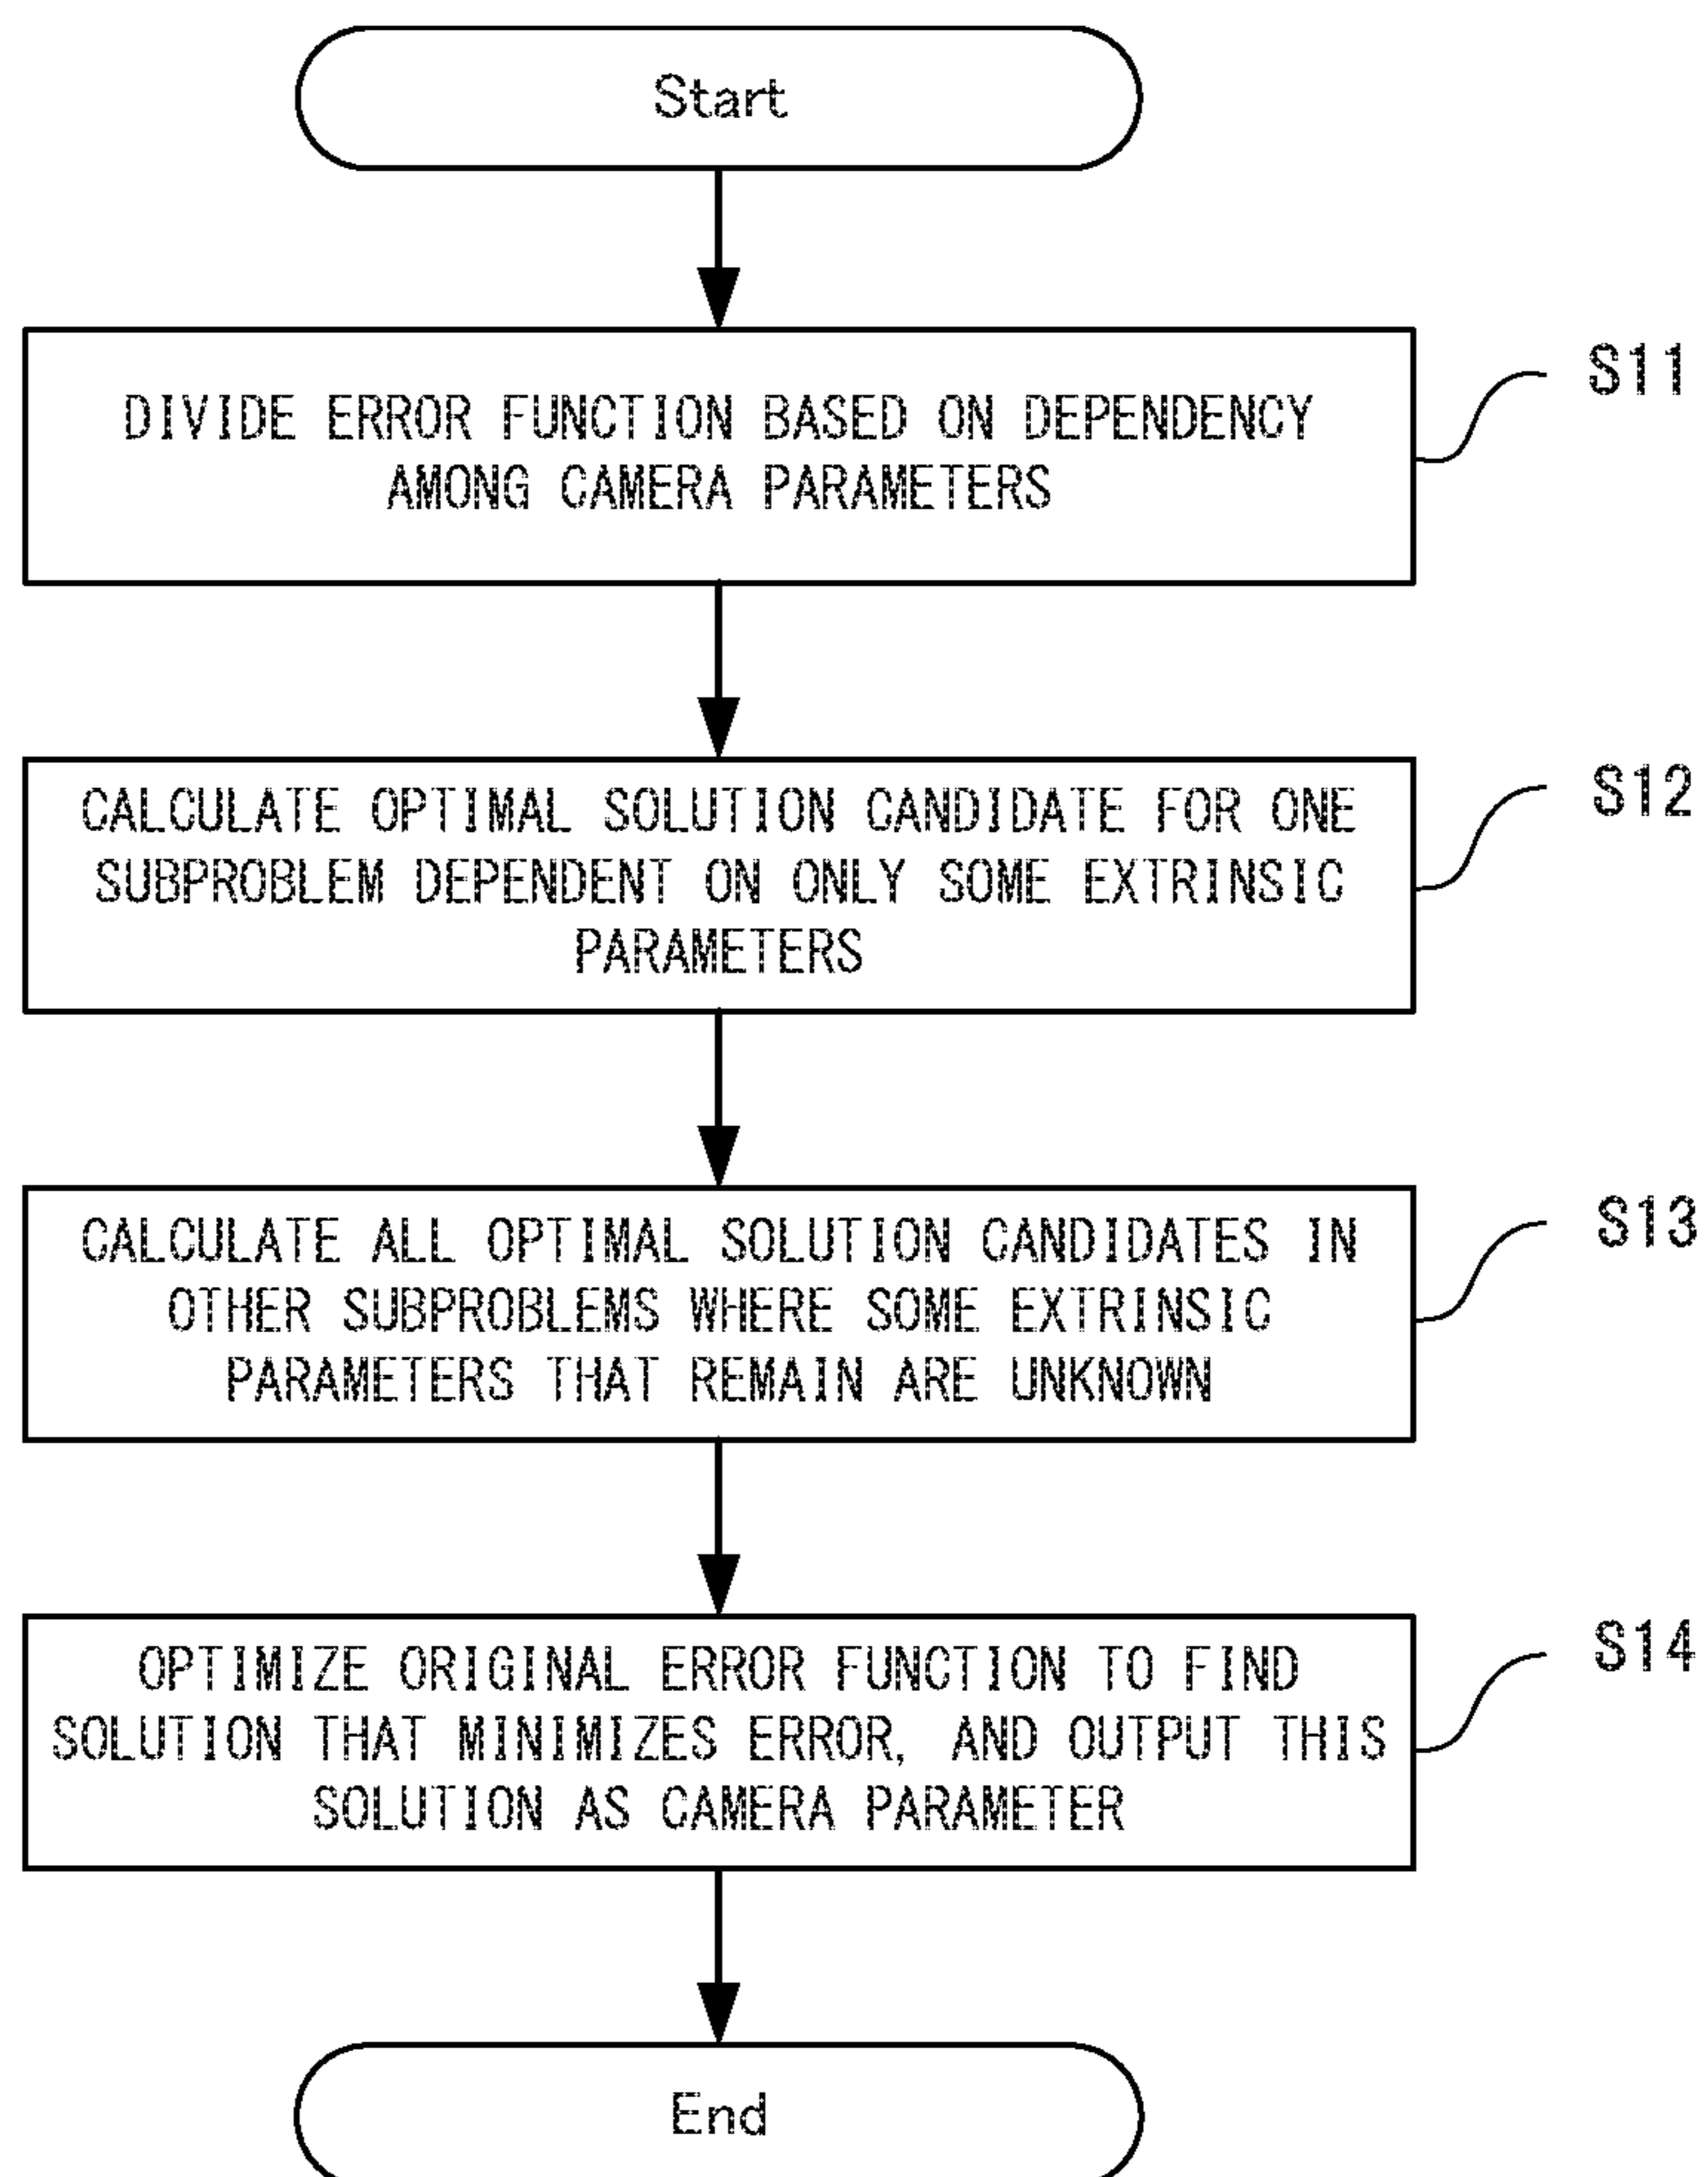 Start
DIVIDE ERROR FUNCTION BASED ON DEPENDENCY
AMONG CAMERA PARAMETERS
S11
CALCULATE OPTIMAL SOLUTION CANDIDATE FOR ONE
SUBPROBLEM DEPENDENT ON ONLY SOME EXTRINSIC
PARAMETERS
S12
CALCULATE ALL OPTIMAL SOLUTION CANDIDATES IN
OTHER SUBPROBLEMS WHERE SOME EXTRINSIC
PARAMETERS THAT REMAIN ARE UNKNOWN
S13
OPTIMIZE ORIGINAL ERROR FUNCTION TO FIND
SOLUTION THAT MINIMIZES ERROR, AND OUTPUT THIS
SOLUTION AS CAMERA PARAMETER
S14
End